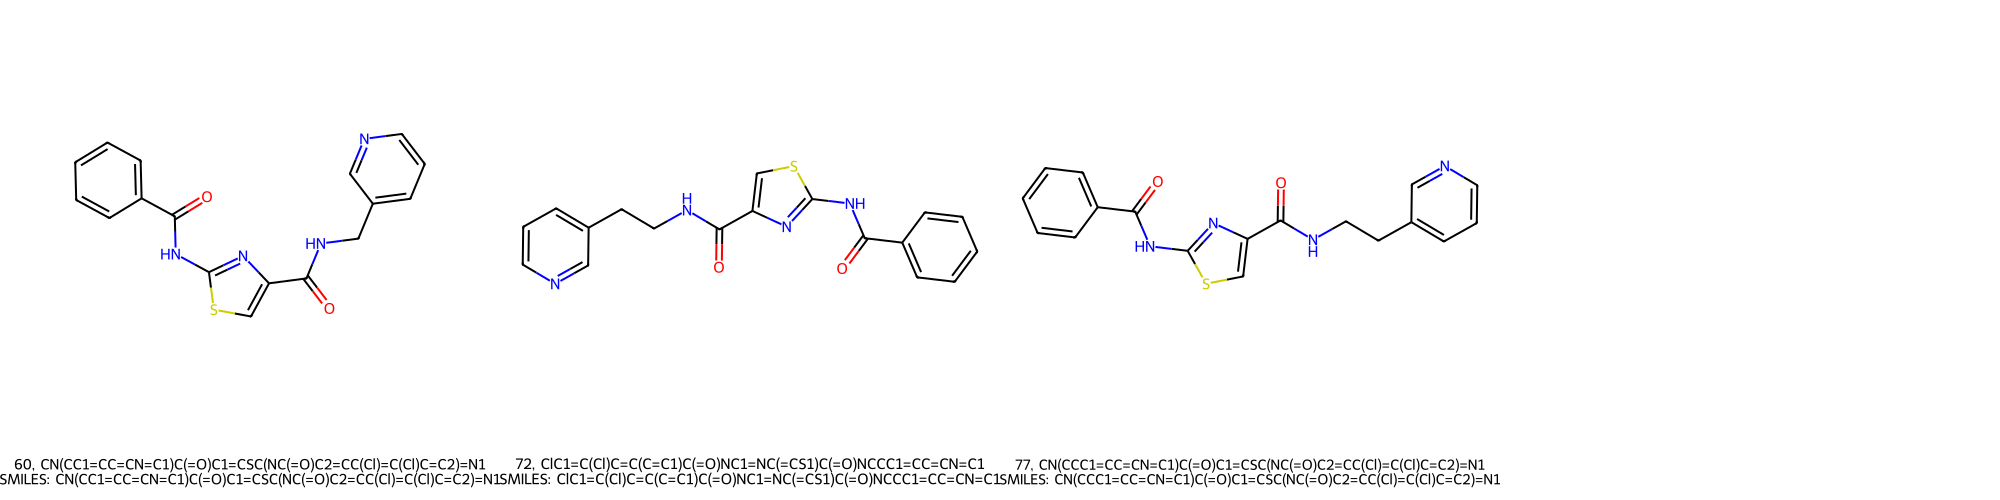 N
O
HN
N
HN
S
O
H
N
O
N
S
N
HN
O
O
HN
N
S
O
N
H
N
60, CN(CC1=CC=CN=C1)C(=O)C1=CSC(NC(=O)C2=CC(Cl)=C(Cl)C=C2)=N1
SMILES: CN(CC1=CC=CN=C1)C(=O)C1=CSC(NC(=O)C2=CC(Cl)=C(Cl)C=C2)=N1
72, ClC1=C(Cl)C=C(C=C1)C(=O)NC1=NC(=CS1)C(=O)NCCC1=CC=CN=C1
SMILES: ClC1=C(Cl)C=C(C=C1)C(=O)NC1=NC(=CS1)C(=O)NCCC1=CC=CN=C1
77, CN(CCC1=CC=CN=C1)C(=O)C1=CSC(NC(=O)C2=CC(Cl)=C(Cl)C=C2)=N1
SMILES: CN(CCC1=CC=CN=C1)C(=O)C1=CSC(NC(=O)C2=CC(Cl)=C(Cl)C=C2)=N1